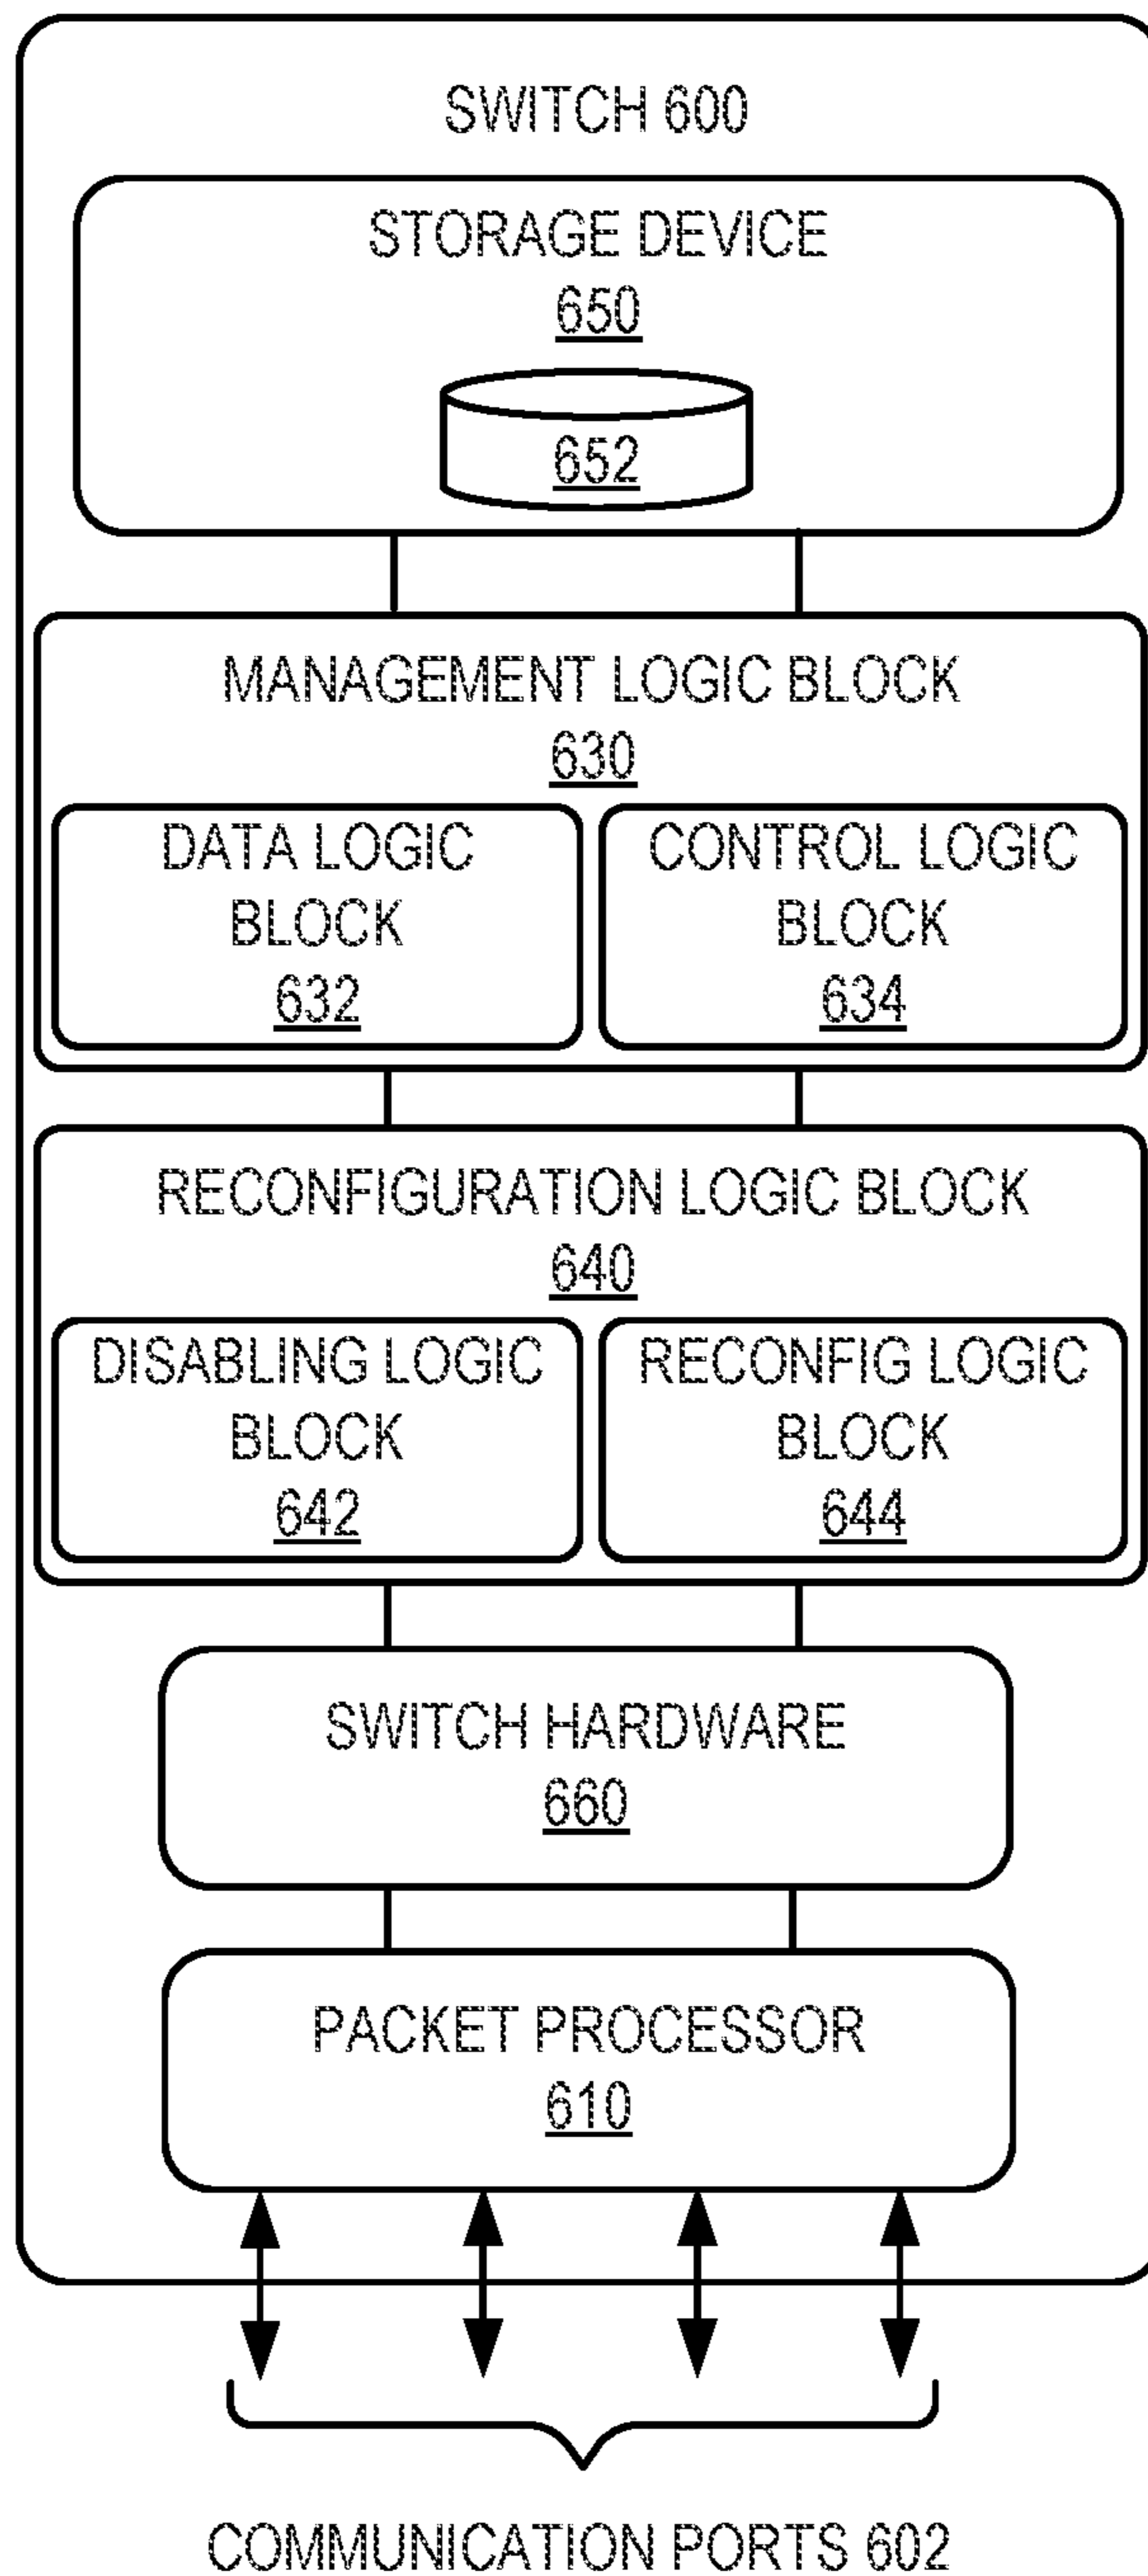 SWITCH 600
STORAGE DEVICE
650
652
MANAGEMENT LOGIC BLOCK
630
DATA LOGIC
BLOCK
632
CONTROL LOGIC
BLOCK
634
RECONFIGURATION LOGIC BLOCK
640
DISABLING LOGIC
BLOCK
642
RECONFIG LOGIC
BLOCK
644
SWITCH HARDWARE
660
PACKET PROCESSOR
610
COMMUNICATION PORTS 602